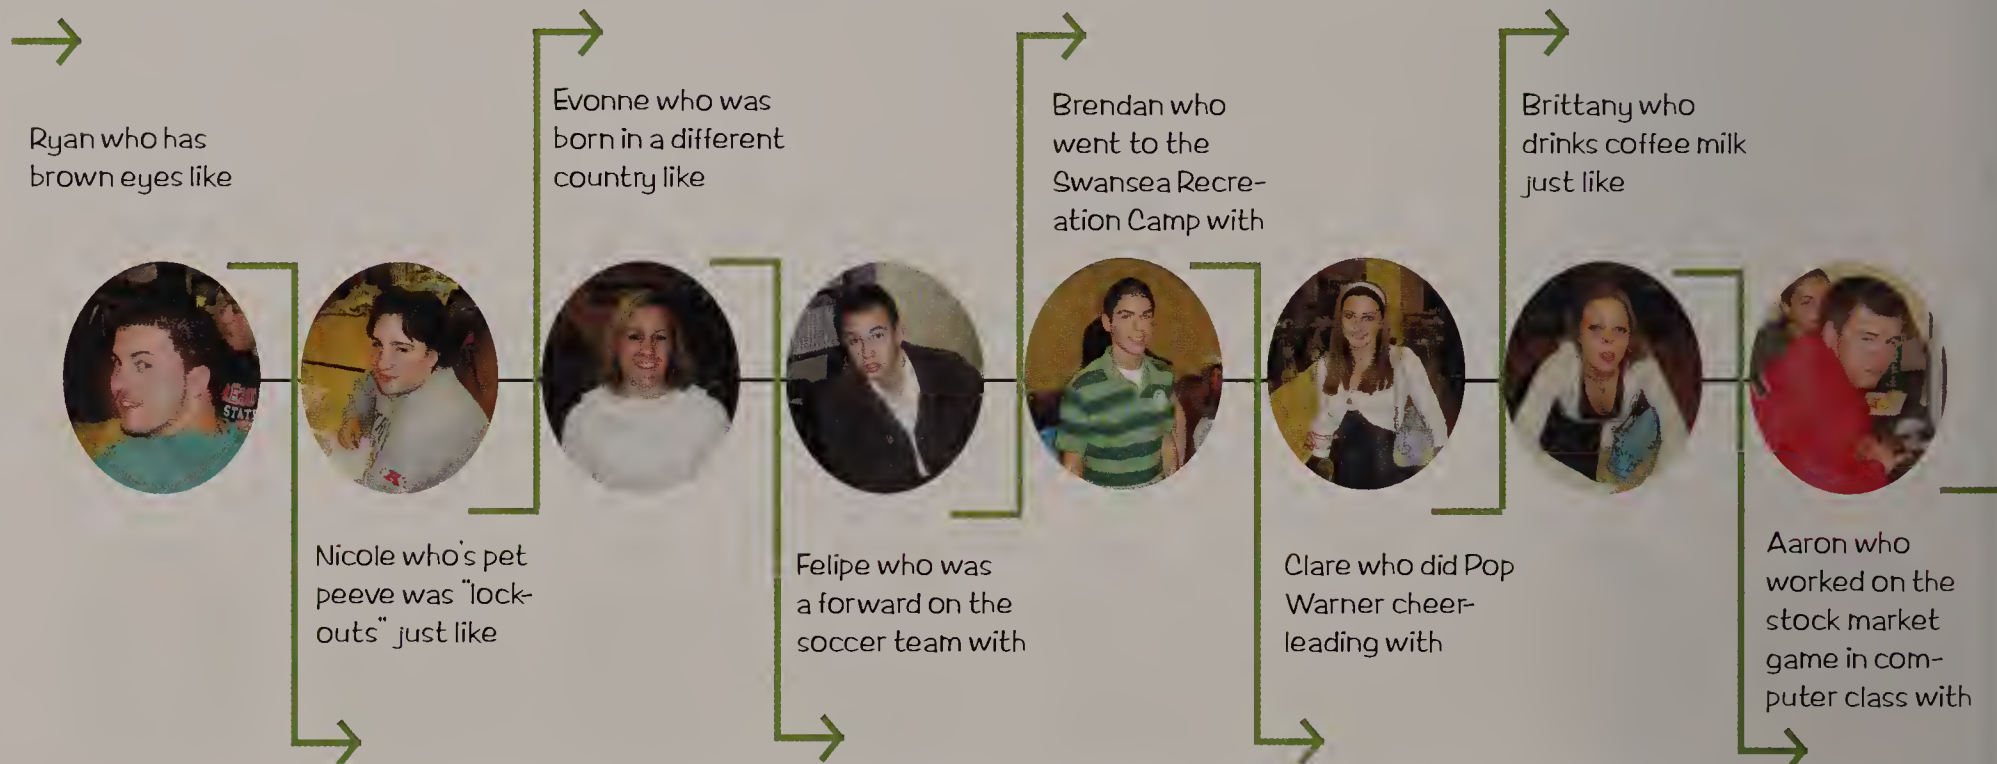 Ryan who has
brown eyes like
Nicole who's pet
peeve was "lock-
outs" just like
Evonne who was
born in a different
country like
Felipe who was
a forward on the
soccer team with
Brendan who
went to the
Swansea Recre-
ation Camp with
Clare who did Pop
Warner cheer-
leading with
Brittany who
drinks coffee milk
just like
Aaron who
worked on the
stock market
game in com-
puter class with
STATE